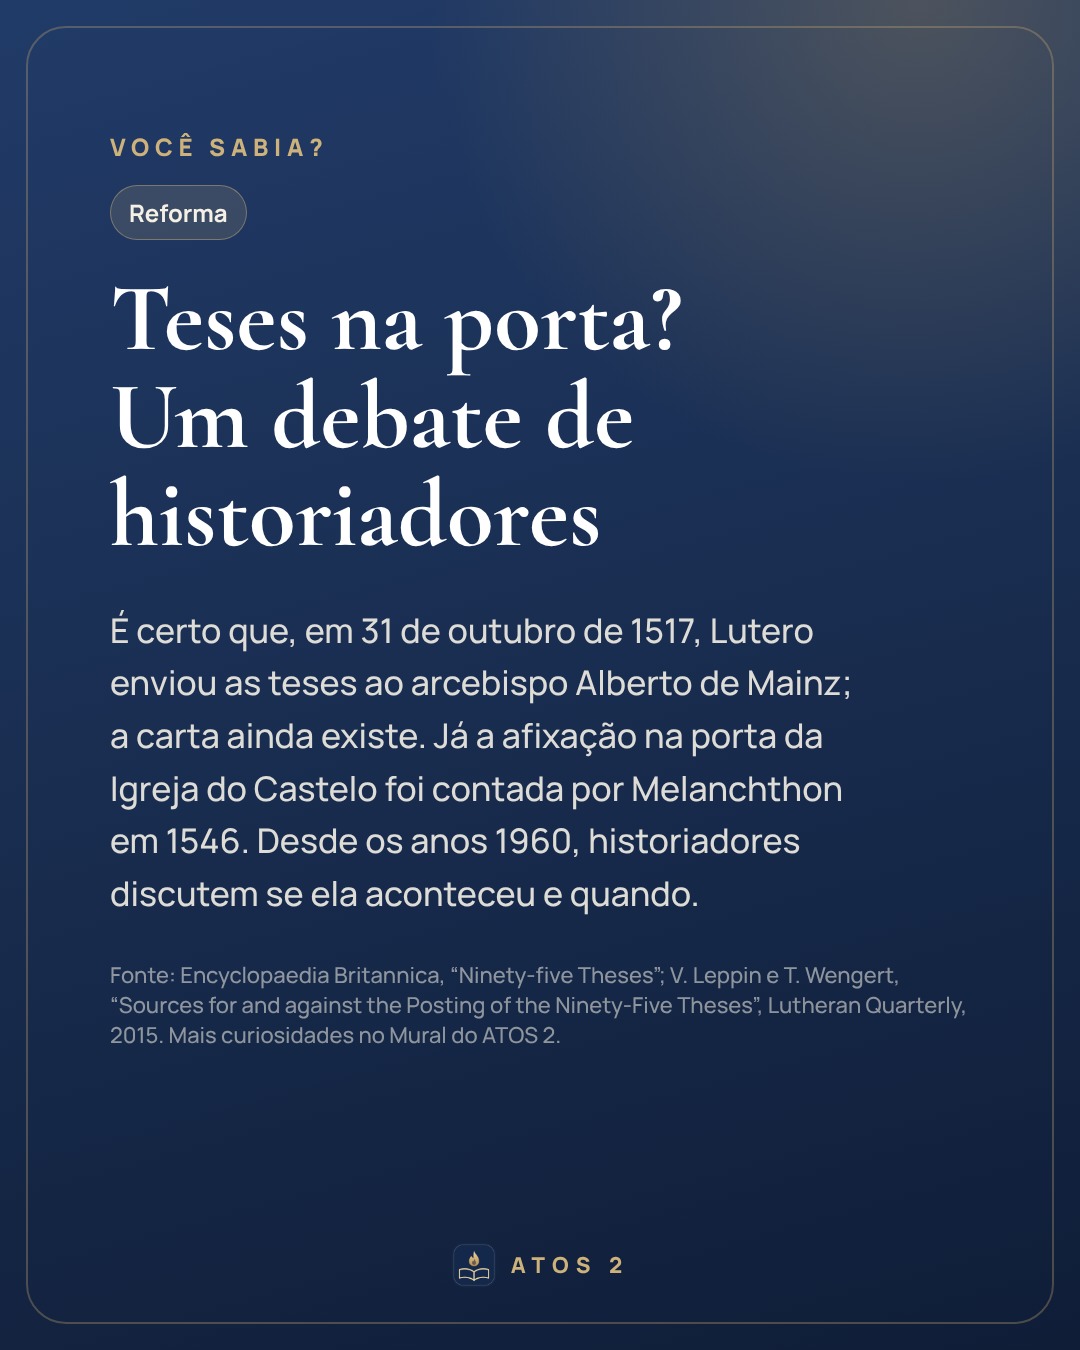 VOCÊ SABIA?
Reforma
Teses na porta?
Um debate de
historiadores
É certo que, em 31 de outubro de 1517, Lutero
enviou as teses ao arcebispo Alberto de Mainz;
a carta ainda existe. Já a afixação na porta da
Igreja do Castelo foi contada por Melanchthon
em 1546. Desde os anos 1960, historiadores
discutem se ela aconteceu e quando.
Fonte: Encyclopaedia Britannica, “Ninety-five Theses”; V. Leppin e T. Wengert,
“Sources for and against the Posting of the Ninety-Five Theses”, Lutheran Quarterly,
2015. Mais curiosidades no Mural do ATOS 2.
ATOS 2